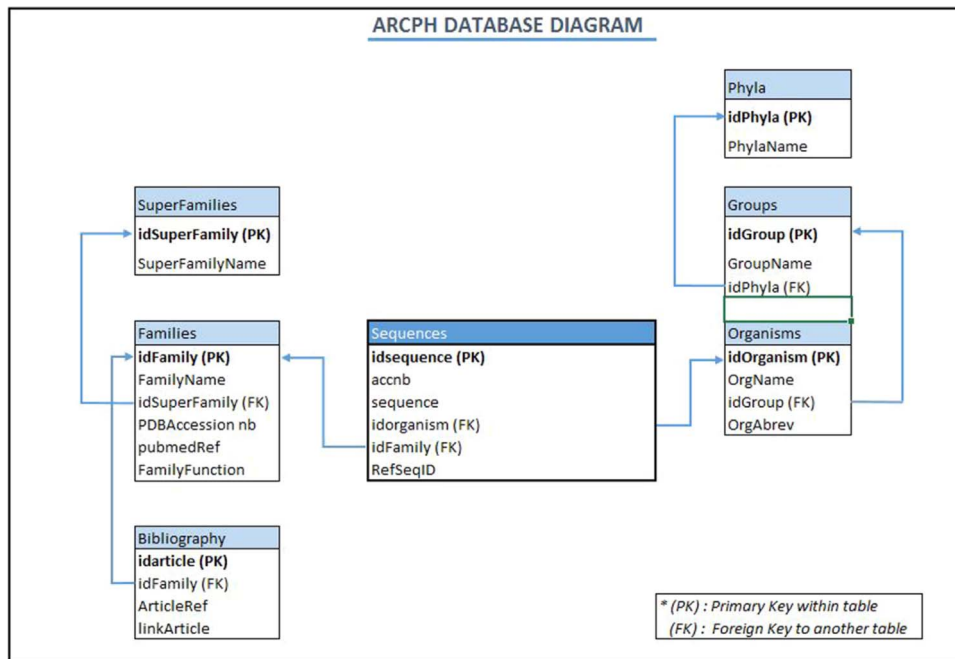 ARCPH DATABASE DIAGRAM
Phyla
idPhyla (PK)
PhylaName
SuperFamilies
idSuperFamily (PK)
SuperFamilyName
Groups
idGroup (PK)
GroupName
idPhyla (FK)
Families
idFamily (PK)
FamilyName
idSuperFamily (FK)
PDBAccession nb
pubmedRef
FamilyFunction
Sequences
idsequence (PK)
accnb
sequence
idorganism (FK)
idFamily (FK)
RefSeqID
Organisms
idOrganism (PK)
OrgName
idGroup (FK)
OrgAbrev
Bibliography
idarticle (PK)
idFamily (FK)
ArticleRef
linkArticle
* (PK) : Primary Key within table
(FK) : Foreign Key to another table